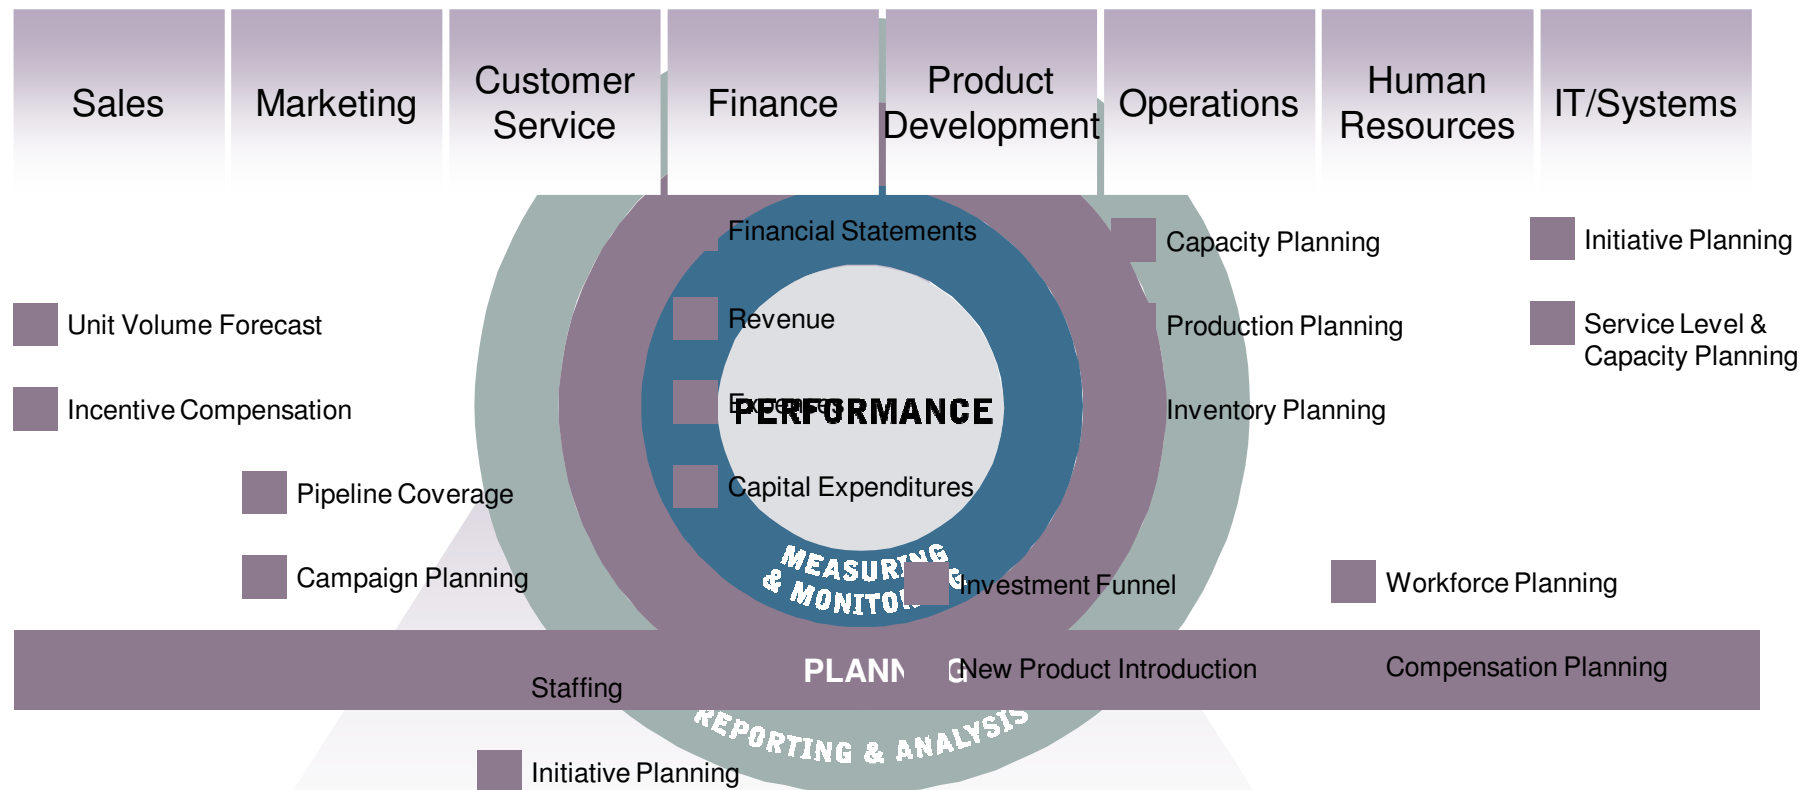 Sales
Marketing
Customer
Service
Finance
Product
Development
Operations
Human
Resources
IT/Systems
Financial Statements
Capacity Planning
Initiative Planning
Unit Volume Forecast
Revenue
Production Planning
Service Level &
Capacity Planning
Incentive Compensation
Expenses
PERFORMANCE
Inventory Planning
Pipeline Coverage
Capital Expenditures
MEASURING
& MONITO G
Campaign Planning
Investment Funnel
Workforce Planning
PLANN G
New Product Introduction
Compensation Planning
Staffing
REPORTING & ANALYSIS
Initiative Planning